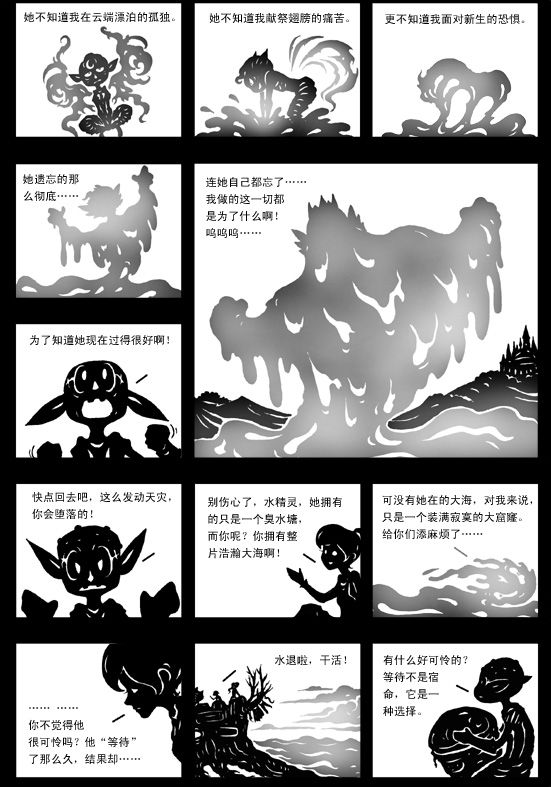 她不知道我在云端漂泊的孤独。
她不知道我献祭翅膀的痛苦。
更不知道我面对新生的恐惧。
她遗忘的那
么彻底……
连她自己都忘了……
我做的这一切都
是为了什么啊！
呜呜呜……
为了知道她现在过得很好啊！
快点回去吧，这么发动天灾，
你会堕落的！
别伤心了，水精灵，她拥有
的只是一个臭水塘，
而你呢？你拥有整
片浩瀚大海啊！
可没有她在的大海，对我来说，
只是一个装满寂寞的大窟窿。
给你们添麻烦了……
…… ……
你不觉得他
很可怜吗？他“等待”
了那么久，结果却……
水退啦，干活！
有什么好可怜的？
等待不是宿
命，它是一
种选择。